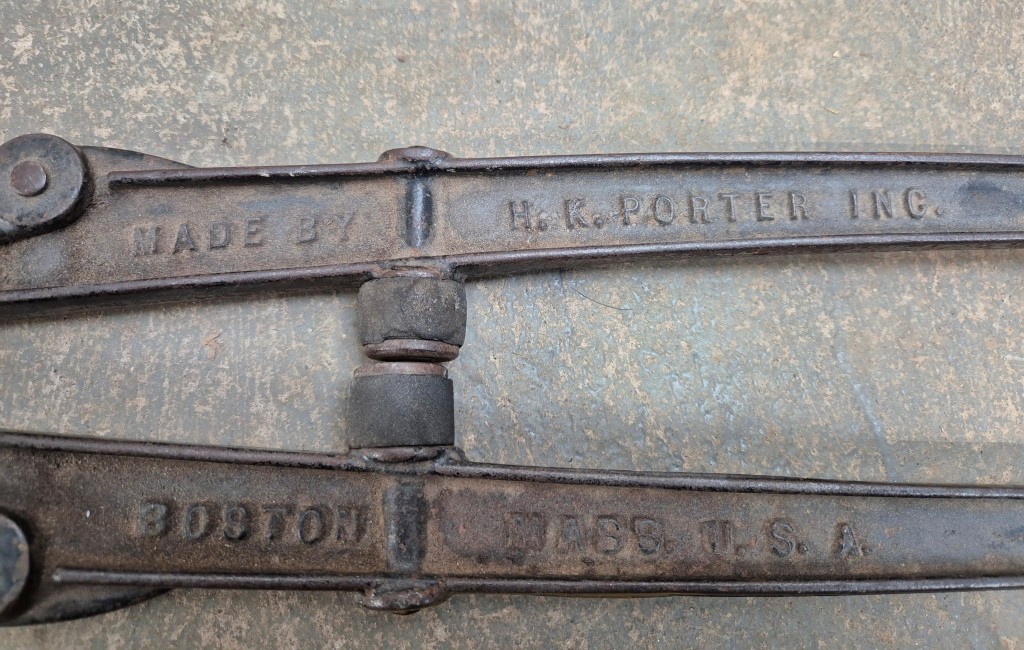 MADE BY H. K. PORTER INC.
BOSTON MASS. U. S. A.